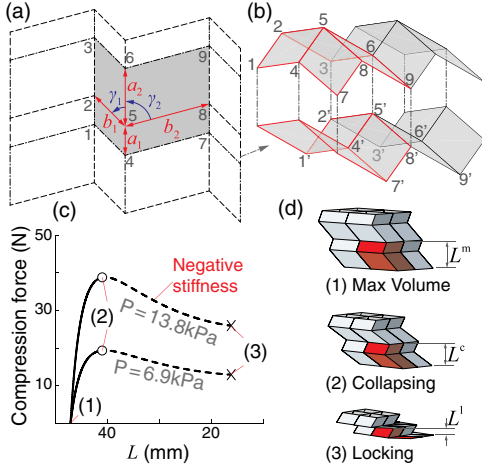 (a)
3
6
9
a₂
γ₁
γ₂
2
5
8
b₁
b₂
1
a₁
7
4
(b)
5
2
6
3
1
4
8
9
7
2'
5'
6'
3'
1'
4'
8'
7'
9'
(c)
Compression force (N)
50
30
10
Negative
stiffness
(2)
P=13.8kPa
(3)
P=6.9kPa
(1)
40
20
L (mm)
(d)
Lᵐ
(1) Max Volume
Lᶜ
(2) Collapsing
Lˡ
(3) Locking